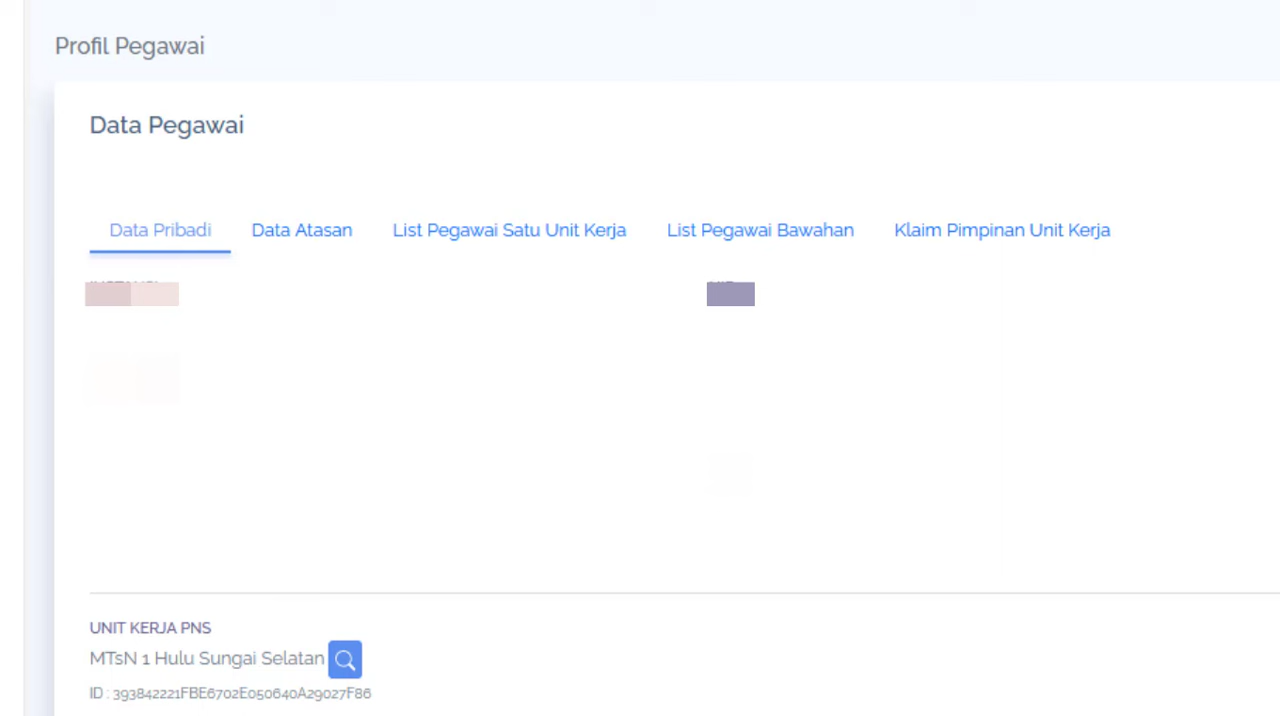 Profil Pegawai
Data Pegawai
Data Pribadi Data Atasan List Pegawai Satu Unit Kerja List Pegawai Bawahan Klaim Pimpinan Unit Kerja
UNIT KERJA PNS
MTsN 1 Hulu Sungai Selatan
ID : 393842221FBE6702E050640A29027F86